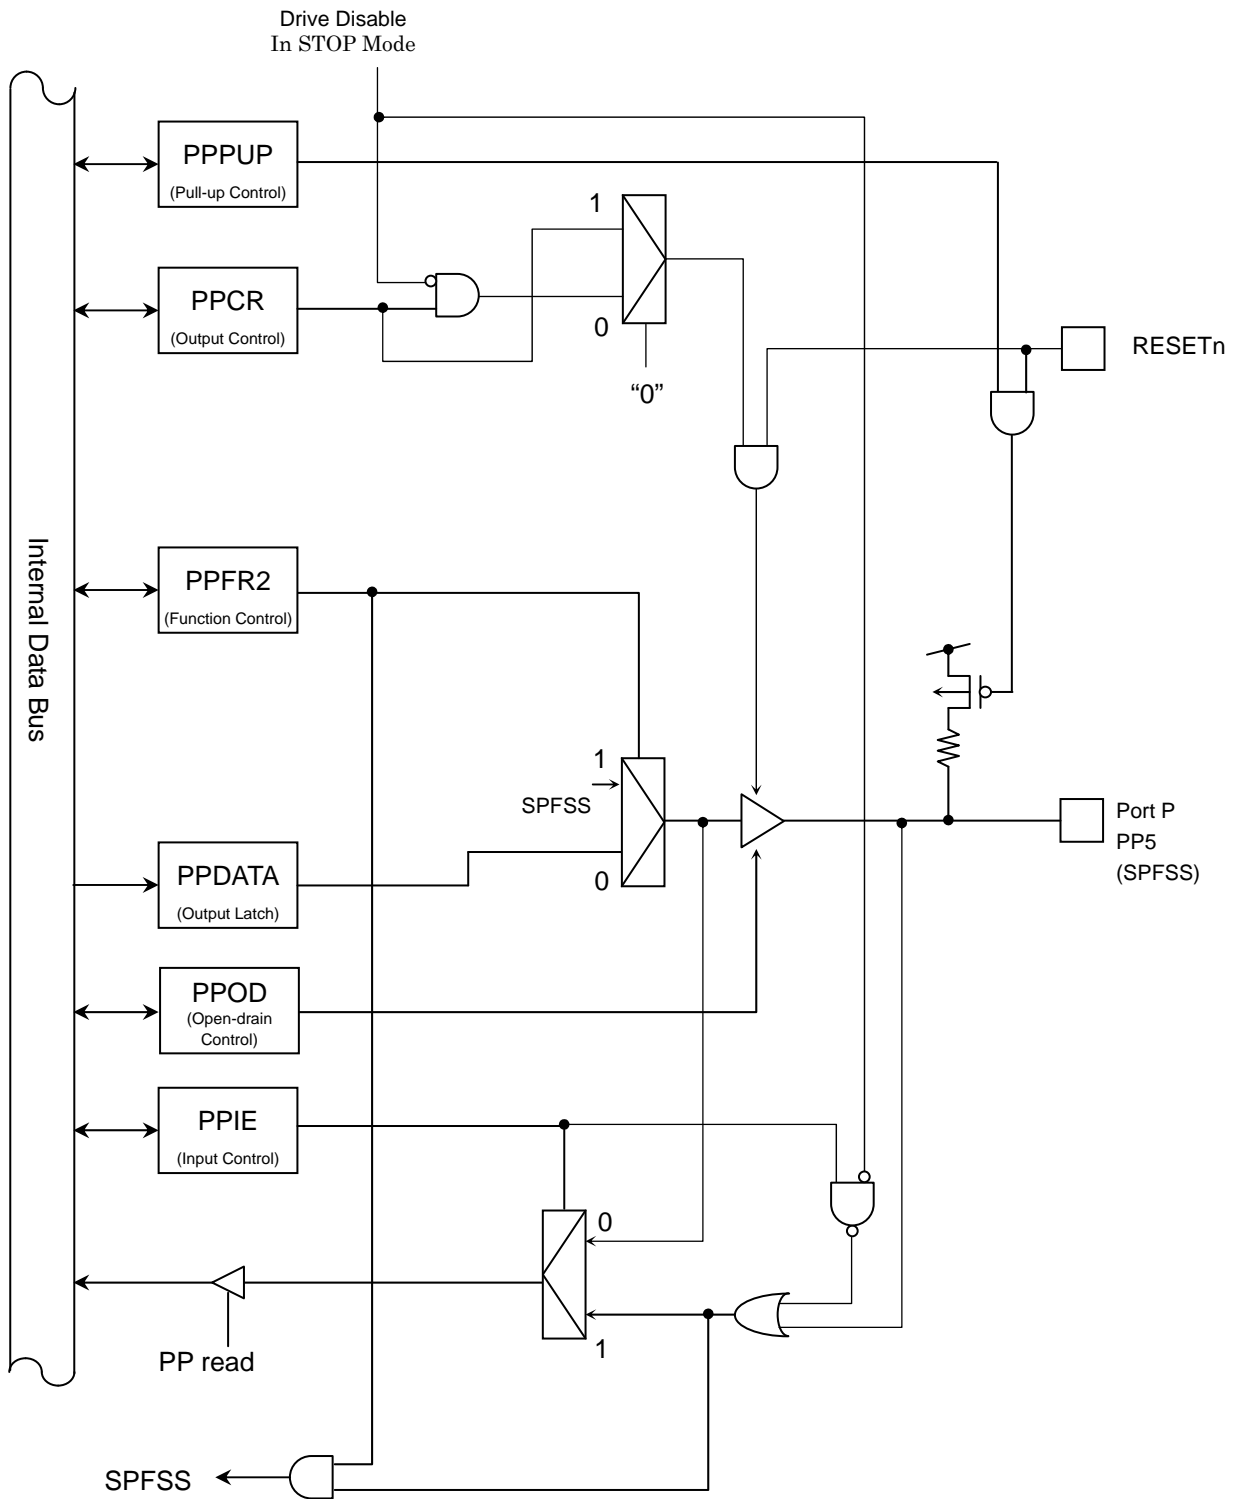 Drive Disable
In STOP Mode
PPPUP
(Pull-up Control)
1
PPCR
(Output Control)
0
“0”
RESETn
Internal Data Bus
PPFR2
(Function Control)
1
SPFSS
0
Port P
PP5
(SPFSS)
PPDATA
(Output Latch)
PPOD
(Open-drain
Control)
PPIE
(Input Control)
0
1
PP read
SPFSS